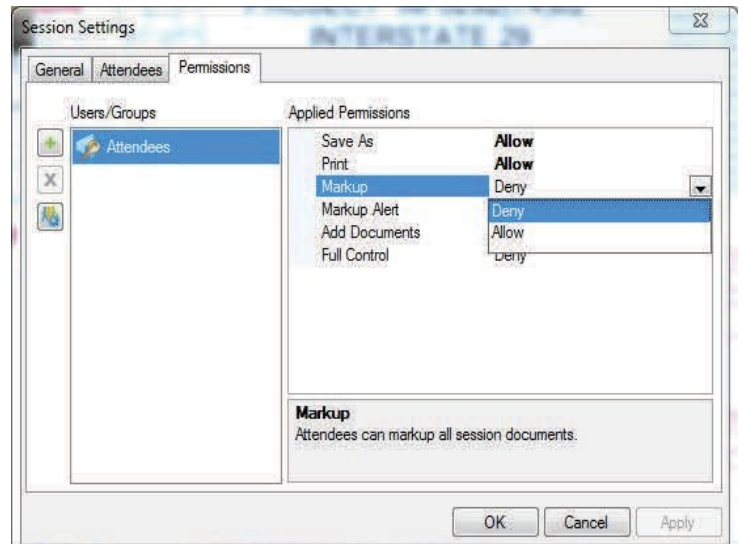 Session Settings
INTERSTATE 29
General Attendees Permissions
Users/Groups
Attendees
Applied Permissions
Save As Allow
Print Allow
Markup Deny
Markup Alert Deny
Add Documents Allow
Full Control Deny
Markup
Attendees can markup all session documents.
OK Cancel Apply